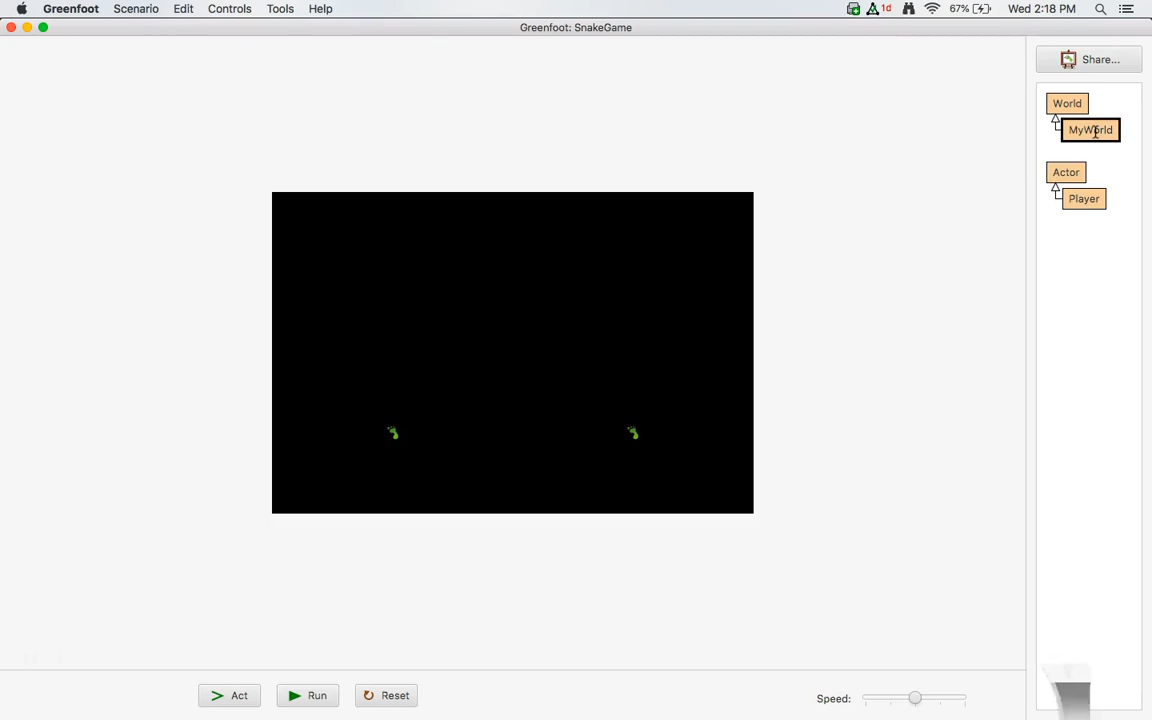 Greenfoot Scenario Edit Controls Tools Help 1d 67% Wed 2:18 PM
Greenfoot: SnakeGame
Share...
World
MyWorld
Actor
Player
Act Run Reset Speed: